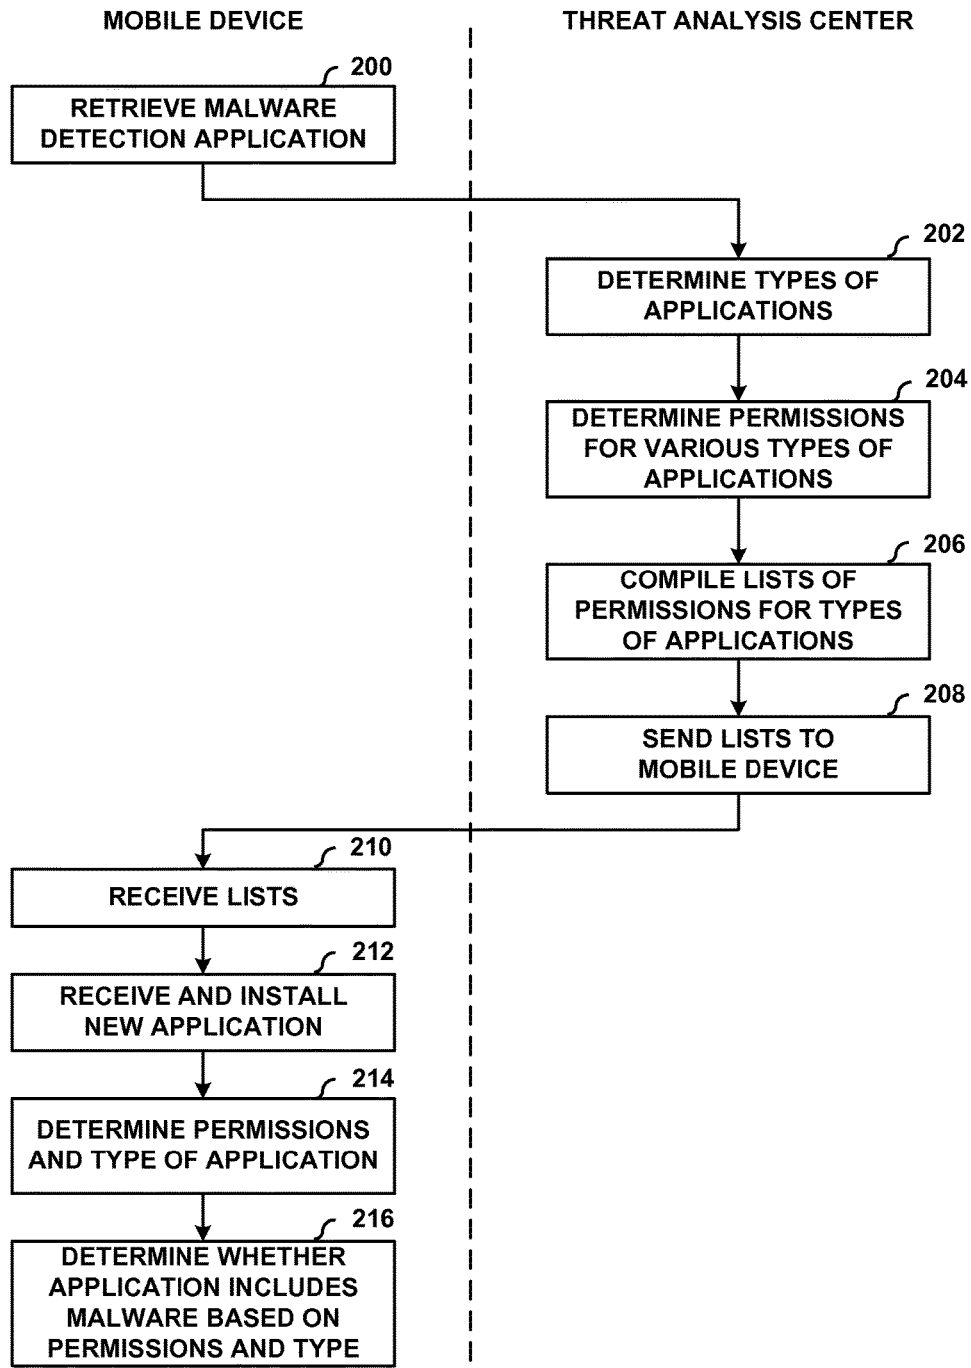 MOBILE DEVICE
THREAT ANALYSIS CENTER
200
RETRIEVE MALWARE
DETECTION APPLICATION
202
DETERMINE TYPES OF
APPLICATIONS
204
DETERMINE PERMISSIONS
FOR VARIOUS TYPES OF
APPLICATIONS
206
COMPILE LISTS OF
PERMISSIONS FOR TYPES
OF APPLICATIONS
208
SEND LISTS TO
MOBILE DEVICE
210
RECEIVE LISTS
212
RECEIVE AND INSTALL
NEW APPLICATION
214
DETERMINE PERMISSIONS
AND TYPE OF APPLICATION
216
DETERMINE WHETHER
APPLICATION INCLUDES
MALWARE BASED ON
PERMISSIONS AND TYPE